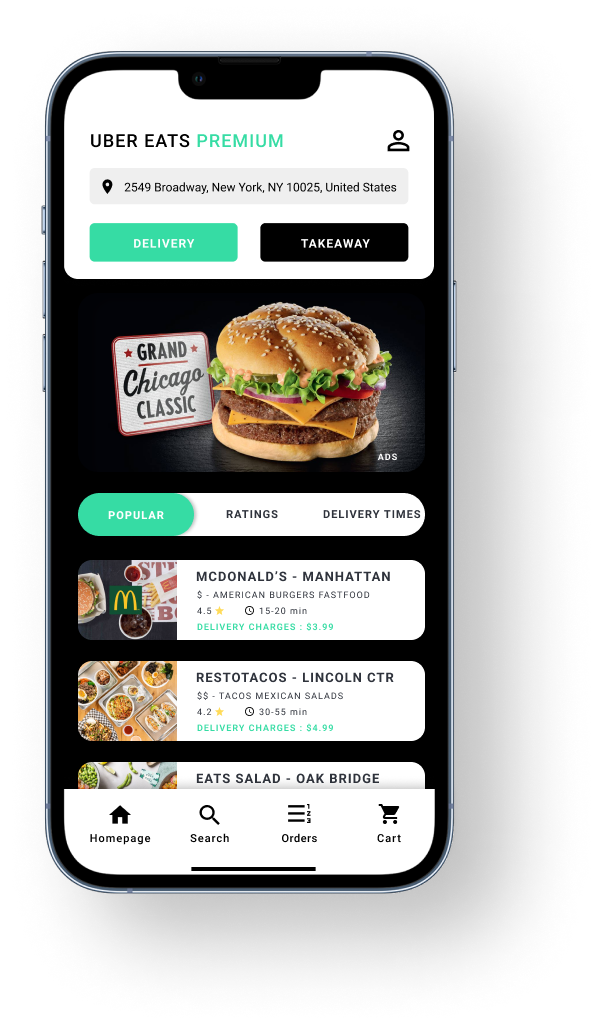 UBER EATS PREMIUM
2549 Broadway, New York, NY 10025, United States
DELIVERY
TAKEAWAY
GRAND
Chicago
CLASSIC
ADS
POPULAR
RATINGS
DELIVERY TIMES
MCDONALD’S - MANHATTAN
$ - AMERICAN BURGERS FASTFOOD
4.5 15-20 min
DELIVERY CHARGES : $3.99
RESTOTACOS - LINCOLN CTR
$$ - TACOS MEXICAN SALADS
4.2 30-55 min
DELIVERY CHARGES : $4.99
EATS SALAD - OAK BRIDGE
1
2
3
Homepage
Search
Orders
Cart